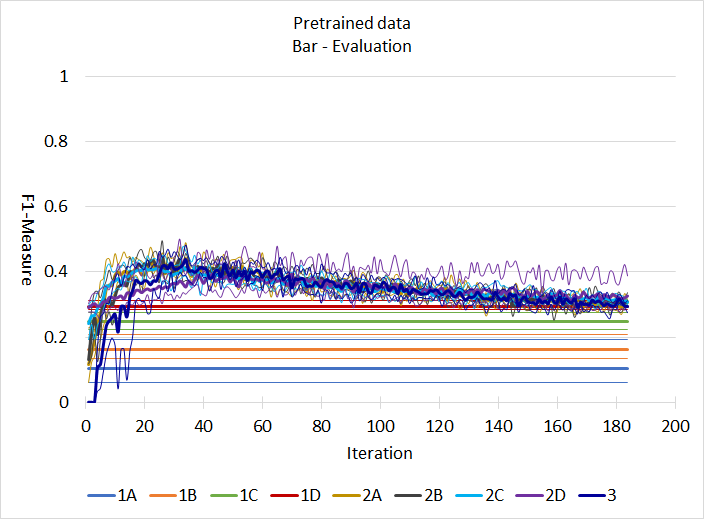 Pretrained data
Bar - Evaluation
1
0.8
0.6
0.4
0.2
0
F1-Measure
0 20 40 60 80 100 120 140 160 180 200
Iteration
1A 1B 1C 1D 2A 2B 2C 2D 3